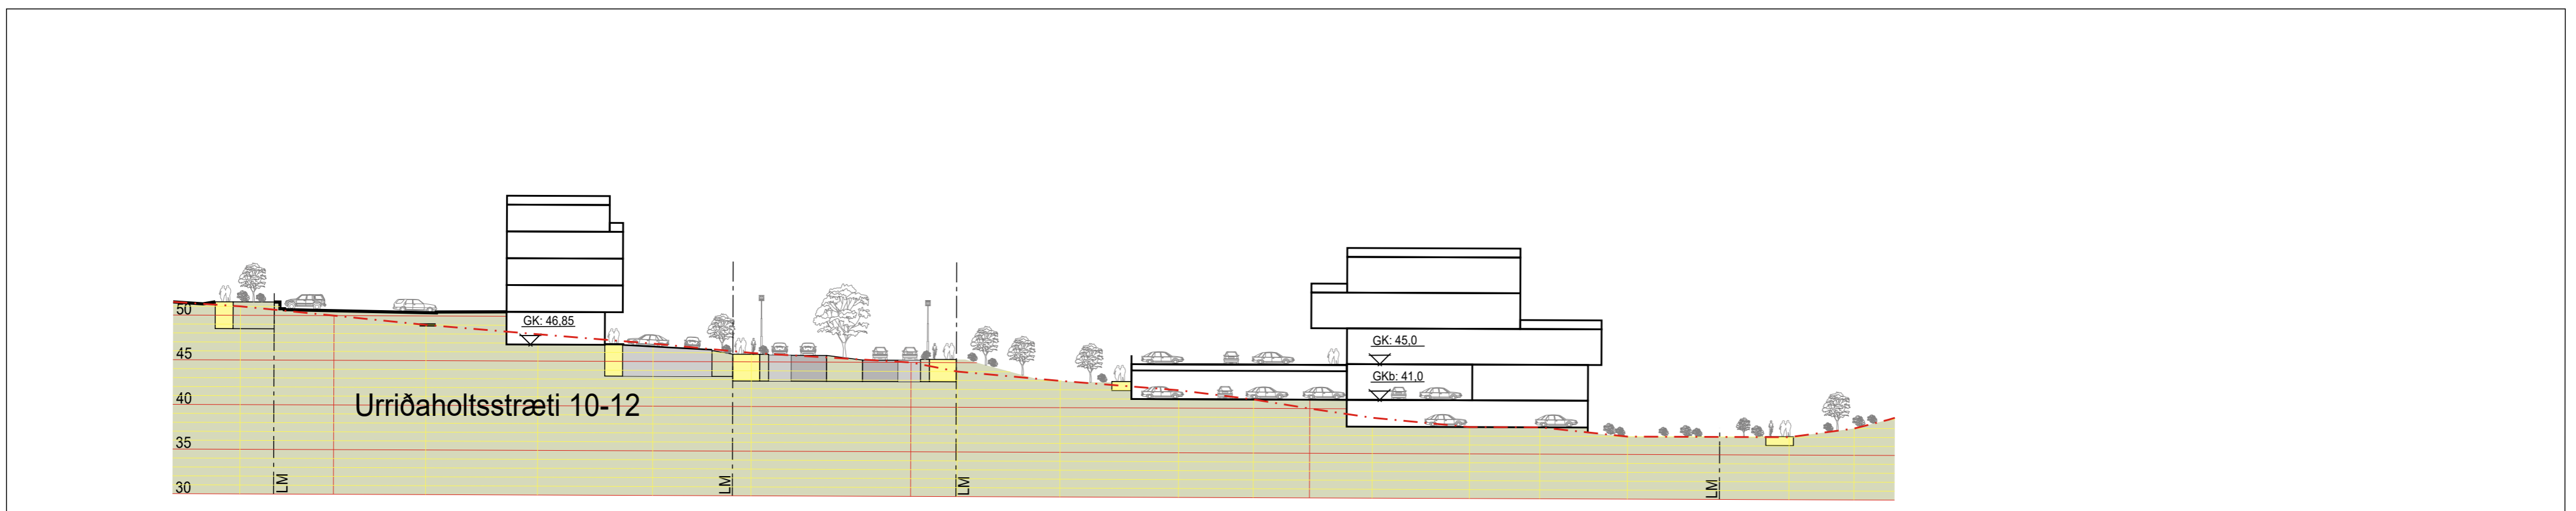 50
GK: 46,85
GK: 45,0
45
GKb: 41,0
40
Urriðaholtsstræti 10-12
35
30
LM
LM
LM
LM